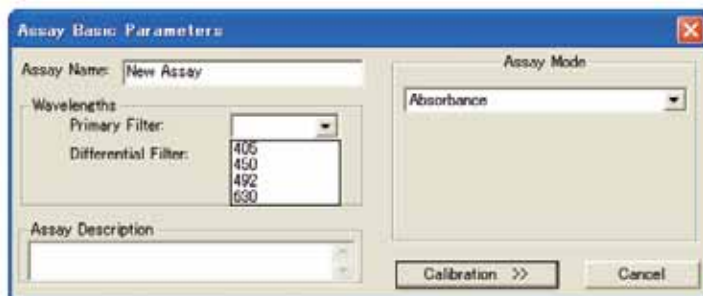 Assay Basic Parameters
Assay Name: New Assay
Wavelengths
Primary Filter:
Differential Filter:
405
450
492
630
Assay Description
Assay Mode
Absorbance
Calibration >>
Cancel